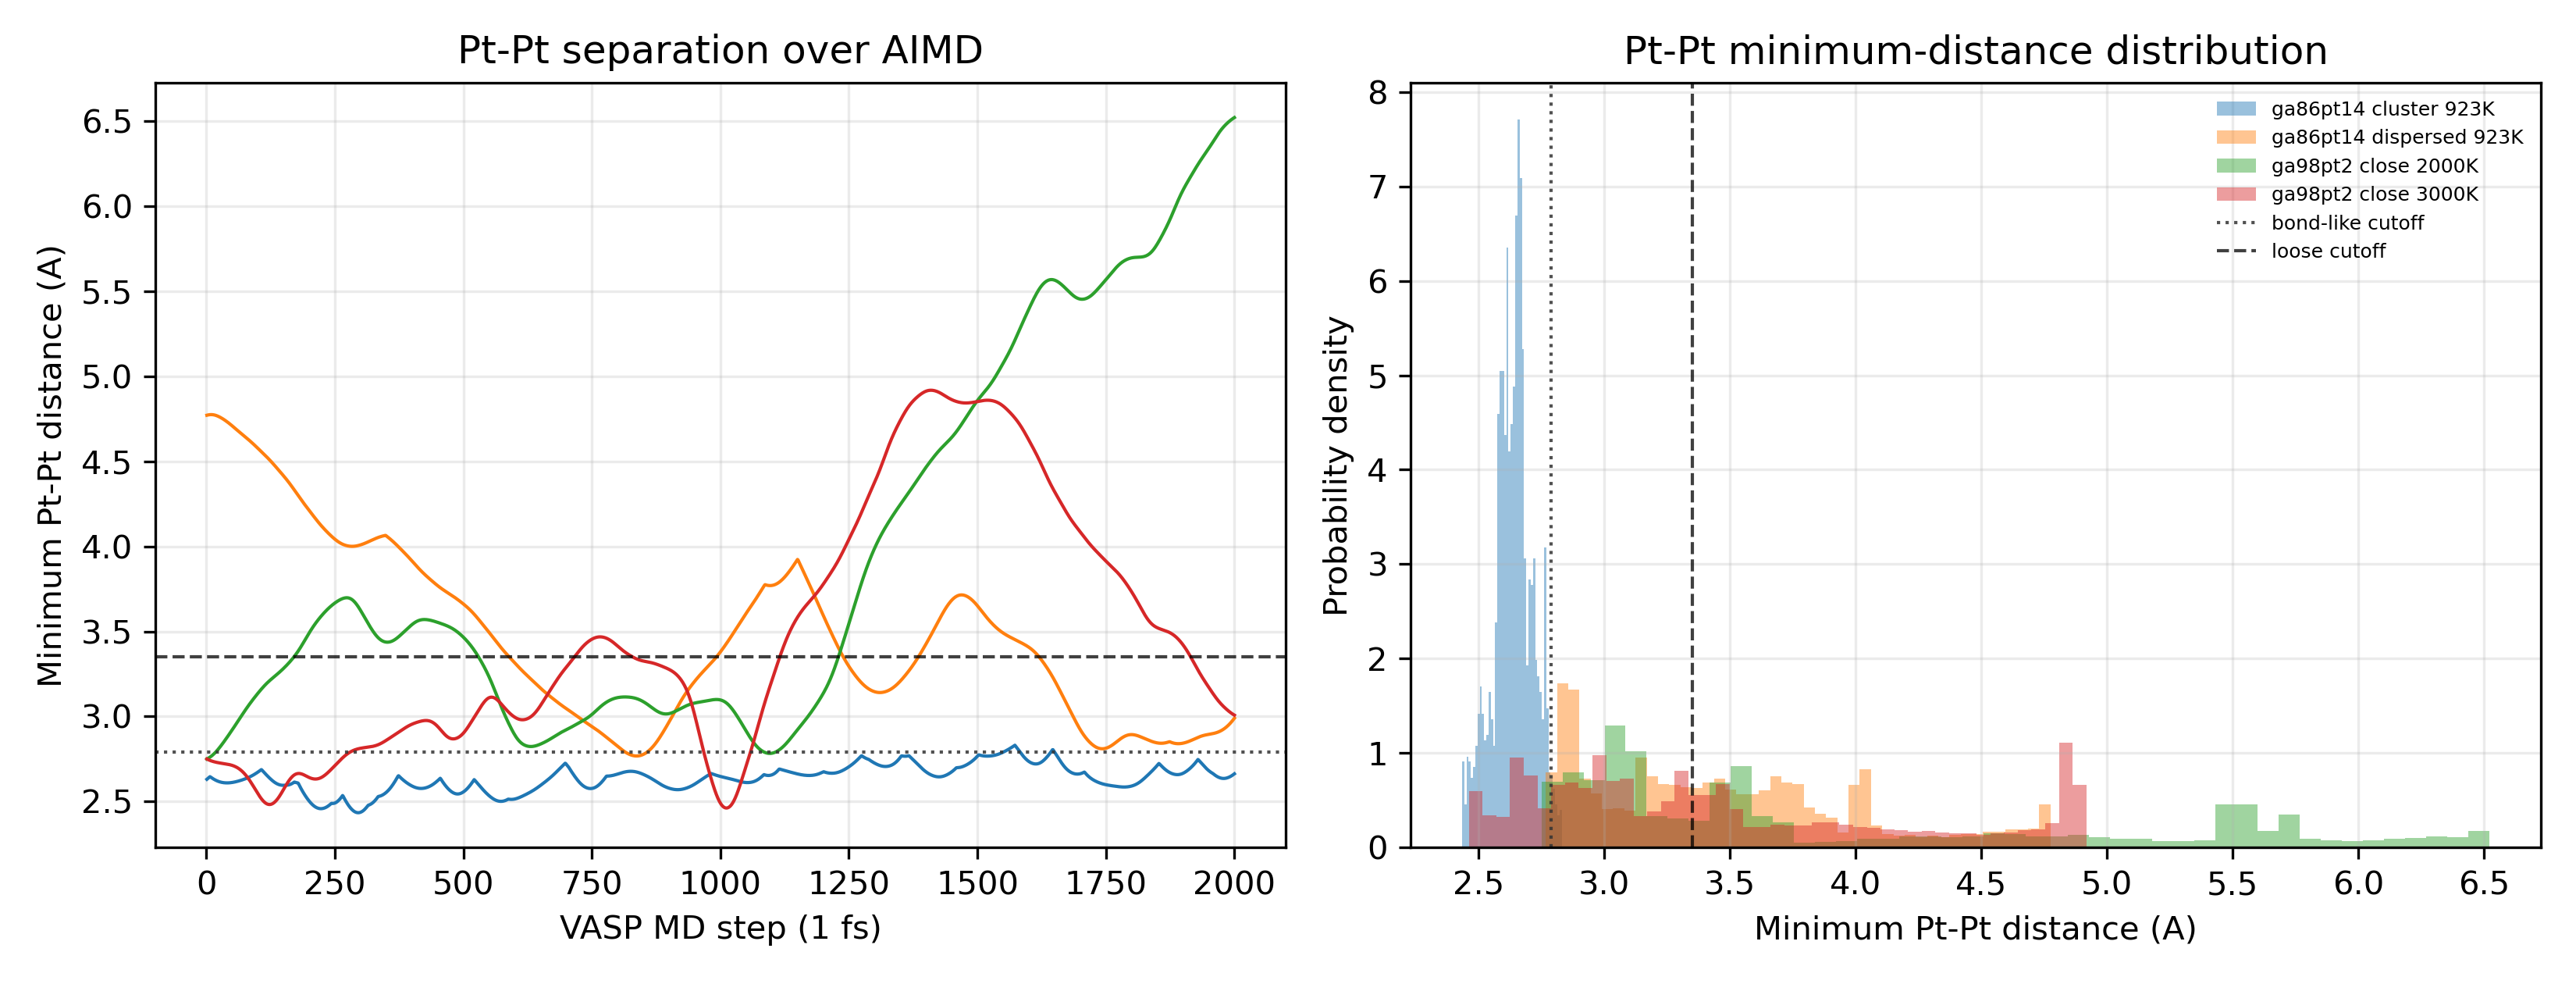 Pt-Pt separation over AIMD
Minimum Pt-Pt distance (A)
6.5
6.0
5.5
5.0
4.5
4.0
3.5
3.0
2.5
0 250 500 750 1000 1250 1500 1750 2000
VASP MD step (1 fs)
Pt-Pt minimum-distance distribution
Probability density
8
7
6
5
4
3
2
1
0
ga86pt14 cluster 923K
ga86pt14 dispersed 923K
ga98pt2 close 2000K
ga98pt2 close 3000K
bond-like cutoff
loose cutoff
2.5 3.0 3.5 4.0 4.5 5.0 5.5 6.0 6.5
Minimum Pt-Pt distance (A)